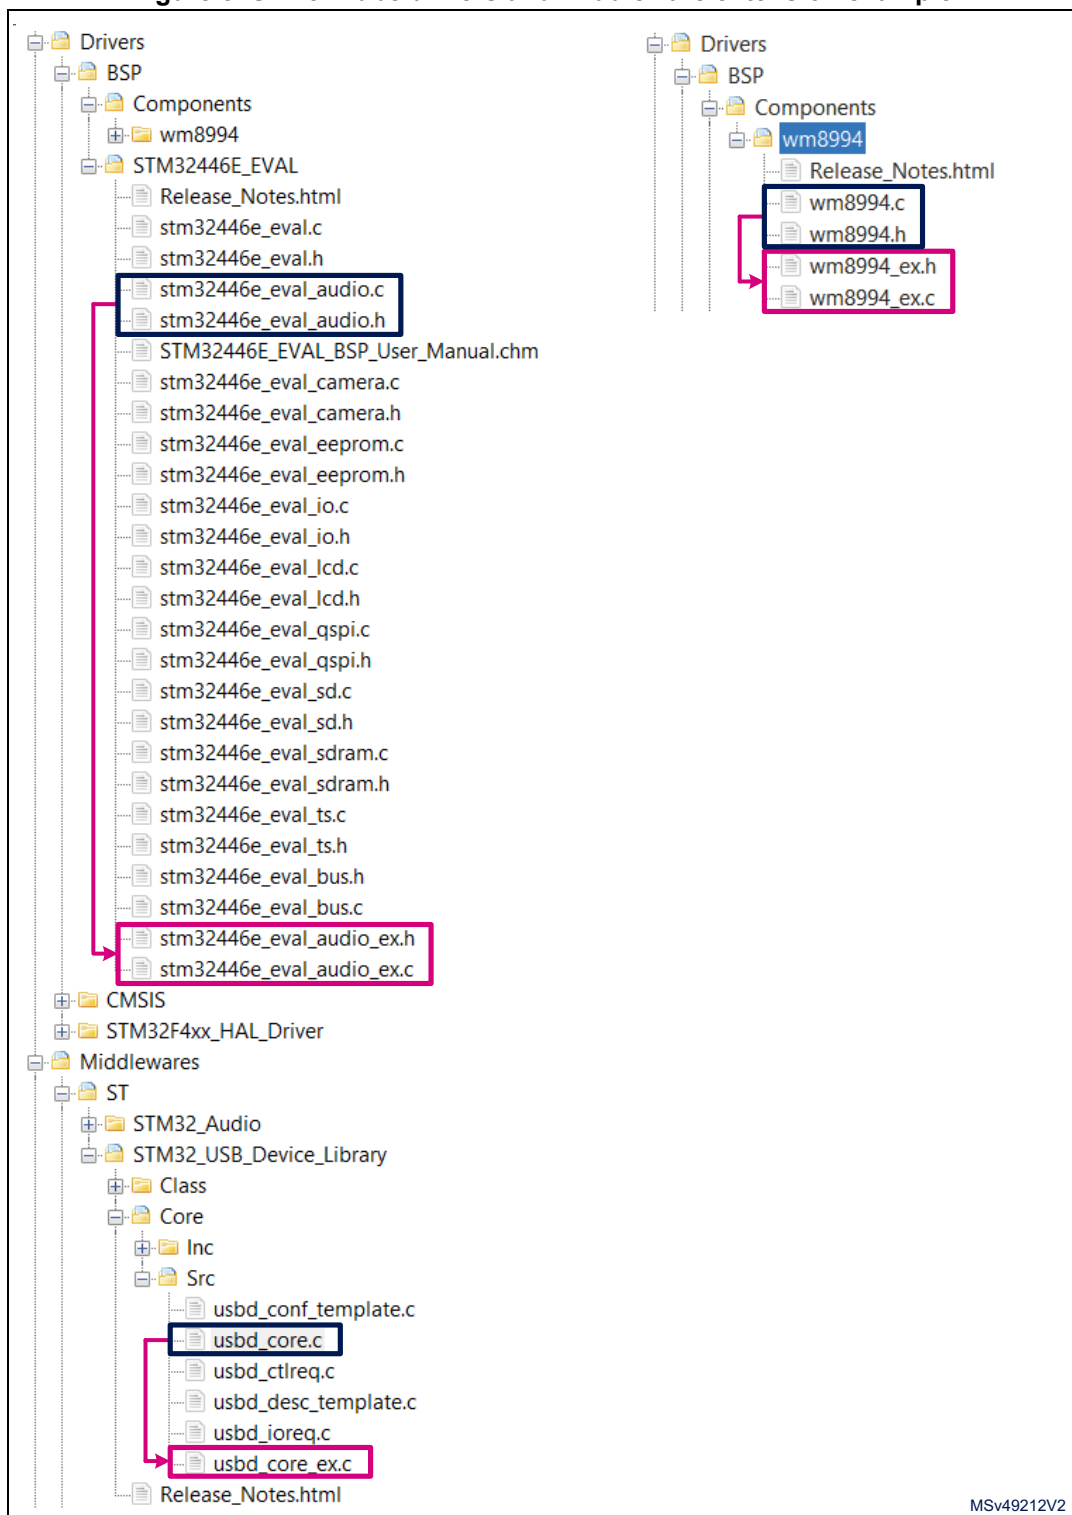 Drivers
BSP
Components
wm8994
STM32446E_EVAL
Release_Notes.html
stm32446e_eval.c
stm32446e_eval.h
stm32446e_eval_audio.c
stm32446e_eval_audio.h
STM32446E_EVAL_BSP_User_Manual.chm
stm32446e_eval_camera.c
stm32446e_eval_camera.h
stm32446e_eval_eeprom.c
stm32446e_eval_eeprom.h
stm32446e_eval_io.c
stm32446e_eval_io.h
stm32446e_eval_lcd.c
stm32446e_eval_lcd.h
stm32446e_eval_qspi.c
stm32446e_eval_qspi.h
stm32446e_eval_sd.c
stm32446e_eval_sd.h
stm32446e_eval_sdram.c
stm32446e_eval_sdram.h
stm32446e_eval_ts.c
stm32446e_eval_ts.h
stm32446e_eval_bus.h
stm32446e_eval_bus.c
stm32446e_eval_audio_ex.h
stm32446e_eval_audio_ex.c
CMSIS
STM32F4xx_HAL_Driver
Middlewares
ST
STM32_Audio
STM32_USB_Device_Library
Class
Core
Inc
Src
usbd_conf_template.c
usbd_core.c
usbd_ctlreq.c
usbd_desc_template.c
usbd_ioreq.c
usbd_core_ex.c
Release_Notes.html
Drivers
BSP
Components
wm8994
Release_Notes.html
wm8994.c
wm8994.h
wm8994_ex.h
wm8994_ex.c
MSv49212V2